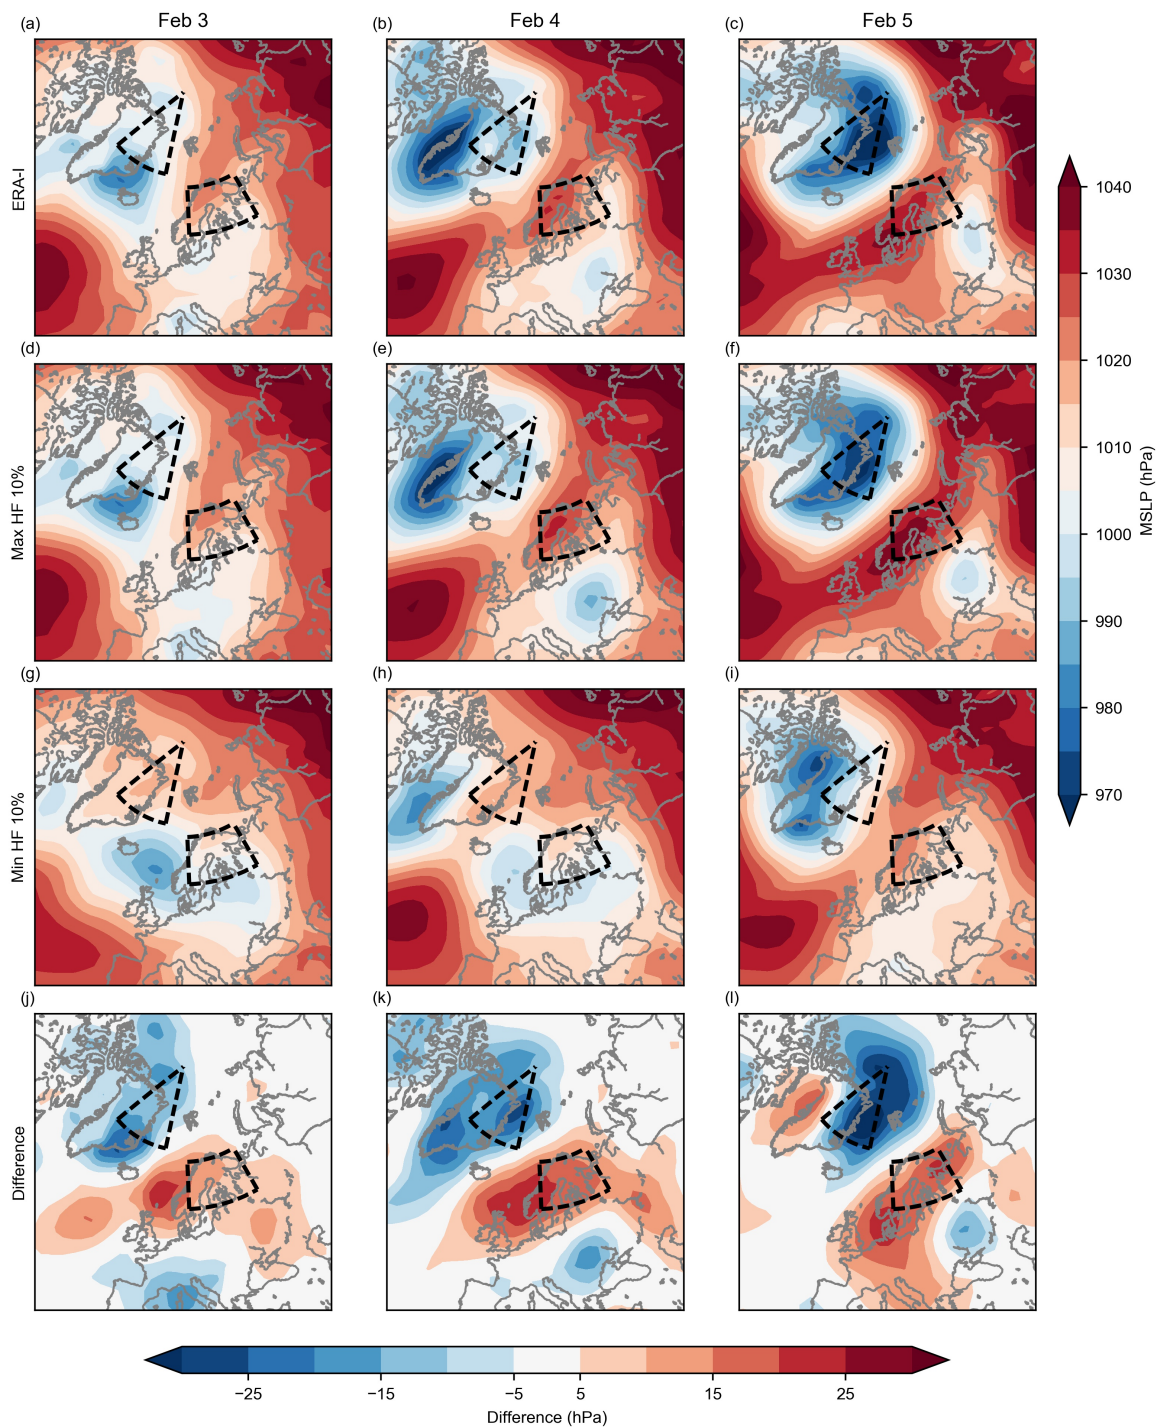 Feb 3
Feb 4
Feb 5
(a)
(b)
(c)
ERA-I
(d)
(e)
(f)
Max HF 10%
(g)
(h)
(i)
Min HF 10%
(j)
(k)
(l)
Difference
1040
1030
1020
1010
1000
990
980
970
MSLP (hPa)
−25
−15
−5
5
15
25
Difference (hPa)